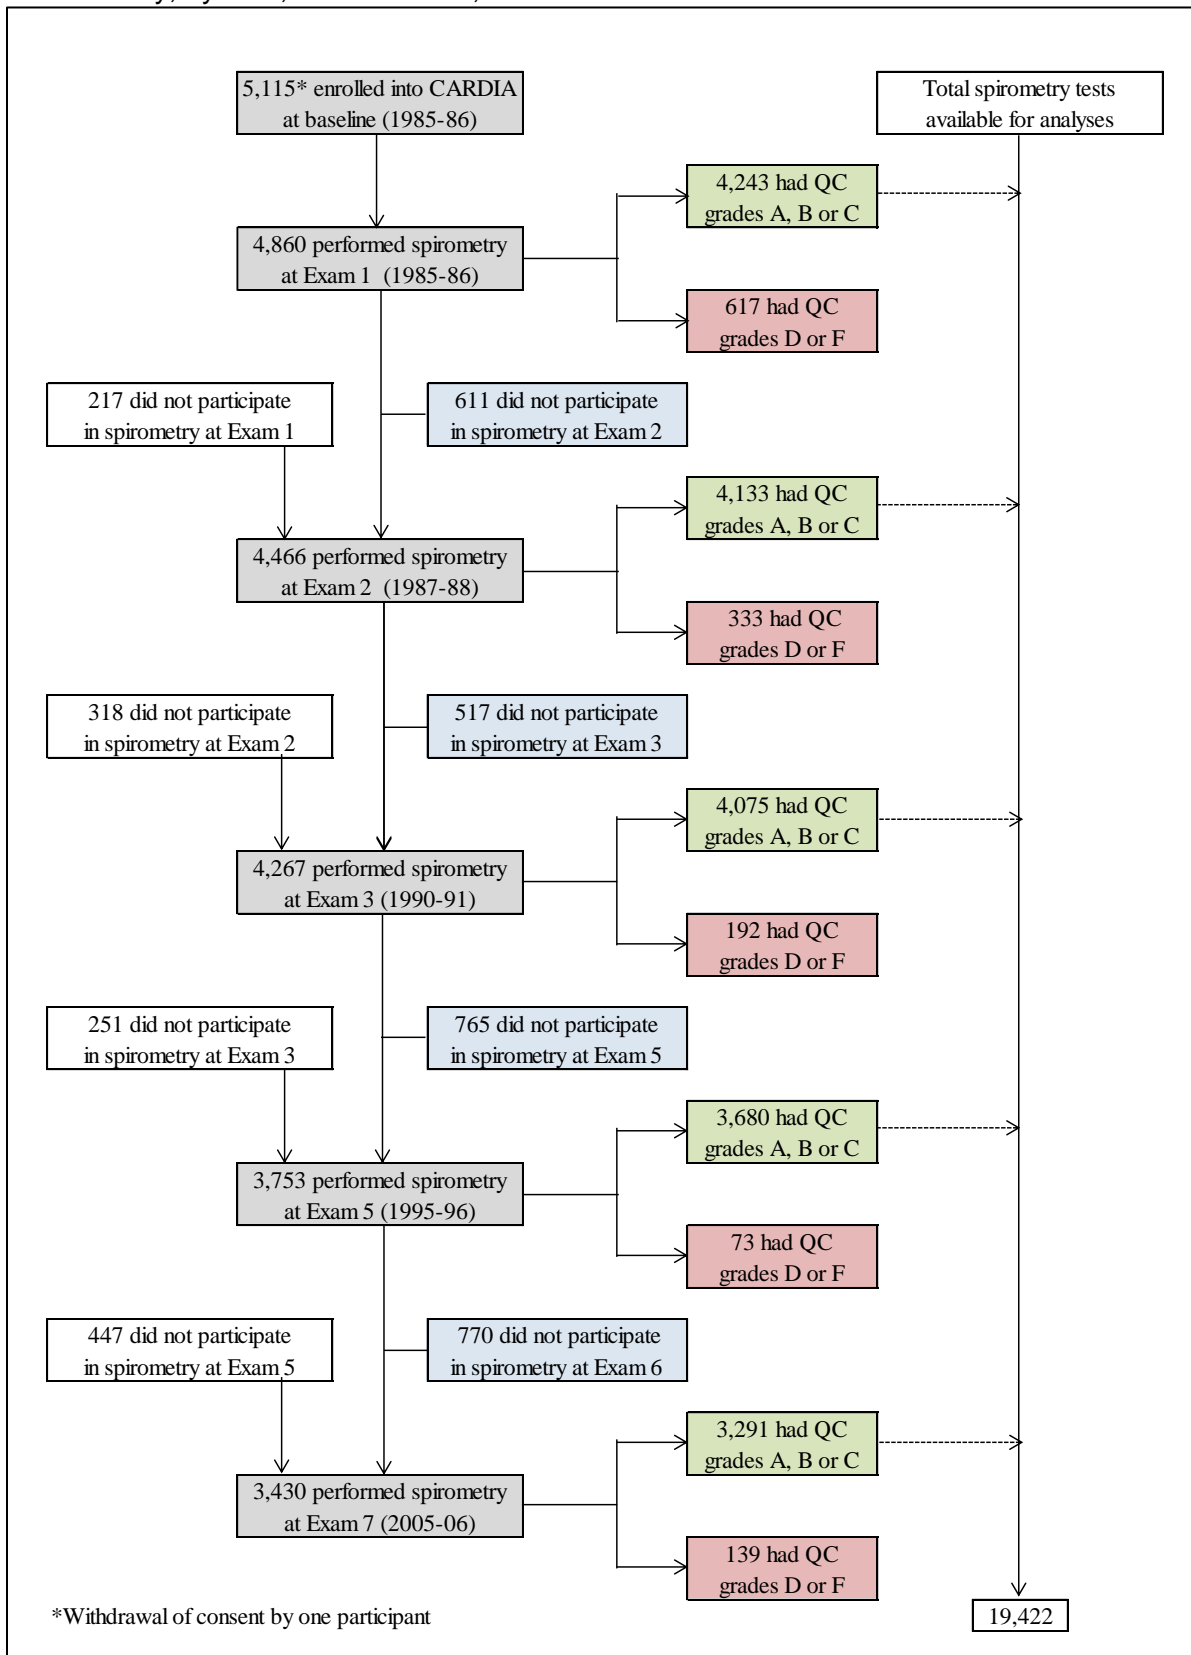 5,115* enrolled into CARDIA
at baseline (1985-86)
Total spirometry tests
available for analyses
4,243 had QC
grades A, B or C
4,860 performed spirometry
at Exam 1 (1985-86)
617 had QC
grades D or F
217 did not participate
in spirometry at Exam 1
611 did not participate
in spirometry at Exam 2
4,133 had QC
grades A, B or C
4,466 performed spirometry
at Exam 2 (1987-88)
333 had QC
grades D or F
318 did not participate
in spirometry at Exam 2
517 did not participate
in spirometry at Exam 3
4,075 had QC
grades A, B or C
4,267 performed spirometry
at Exam 3 (1990-91)
192 had QC
grades D or F
251 did not participate
in spirometry at Exam 3
765 did not participate
in spirometry at Exam 5
3,680 had QC
grades A, B or C
3,753 performed spirometry
at Exam 5 (1995-96)
73 had QC
grades D or F
447 did not participate
in spirometry at Exam 5
770 did not participate
in spirometry at Exam 6
3,291 had QC
grades A, B or C
3,430 performed spirometry
at Exam 7 (2005-06)
139 had QC
grades D or F
*Withdrawal of consent by one participant
19,422